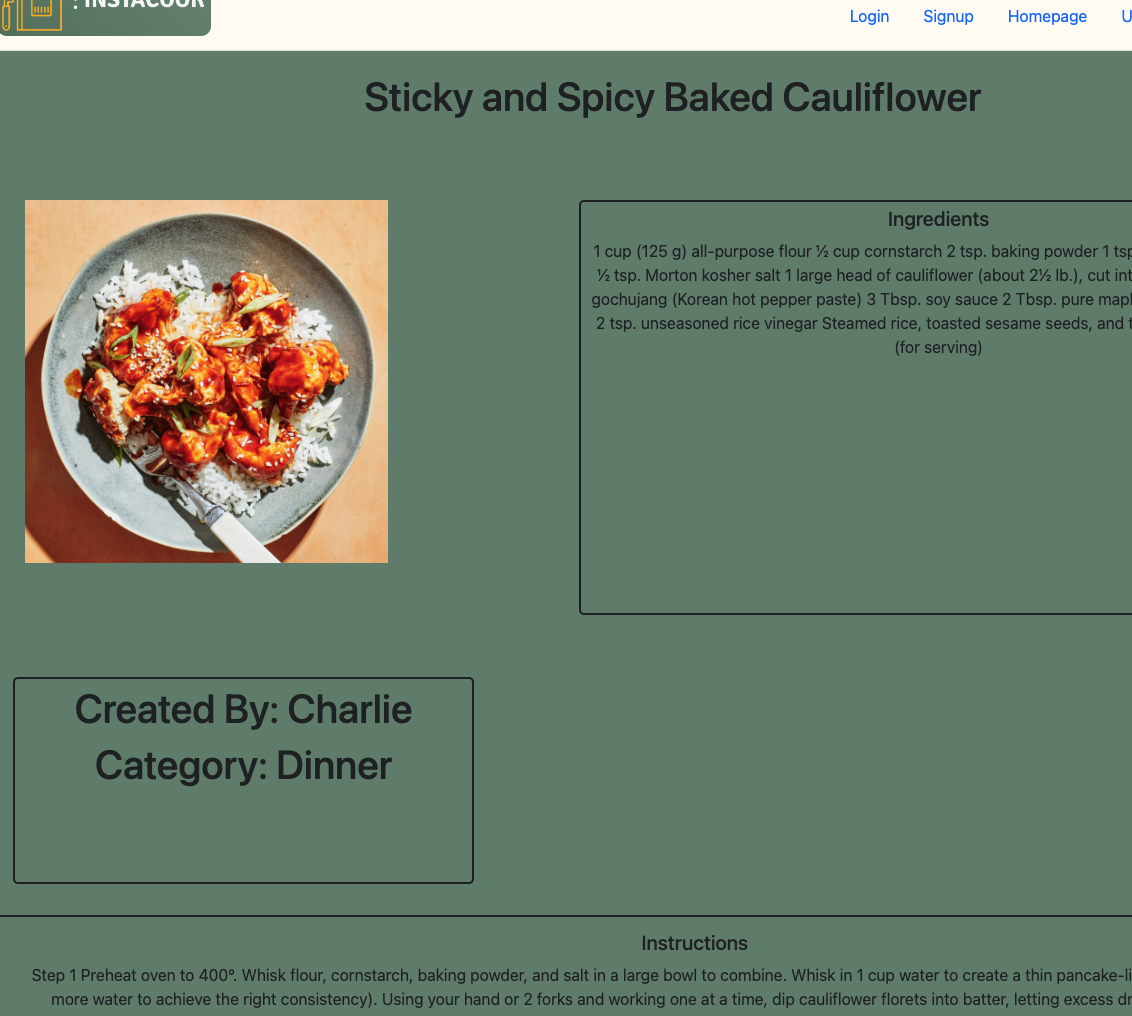 : INSTACOOK
Login Signup Homepage U
Sticky and Spicy Baked Cauliflower
Ingredients
1 cup (125 g) all-purpose flour ½ cup cornstarch 2 tsp. baking powder 1 tsp
½ tsp. Morton kosher salt 1 large head of cauliflower (about 2½ lb.), cut int
gochujang (Korean hot pepper paste) 3 Tbsp. soy sauce 2 Tbsp. pure mapl
2 tsp. unseasoned rice vinegar Steamed rice, toasted sesame seeds, and t
(for serving)
Created By: Charlie
Category: Dinner
Instructions
Step 1 Preheat oven to 400°. Whisk flour, cornstarch, baking powder, and salt in a large bowl to combine. Whisk in 1 cup water to create a thin pancake-li
more water to achieve the right consistency). Using your hand or 2 forks and working one at a time, dip cauliflower florets into batter, letting excess dr